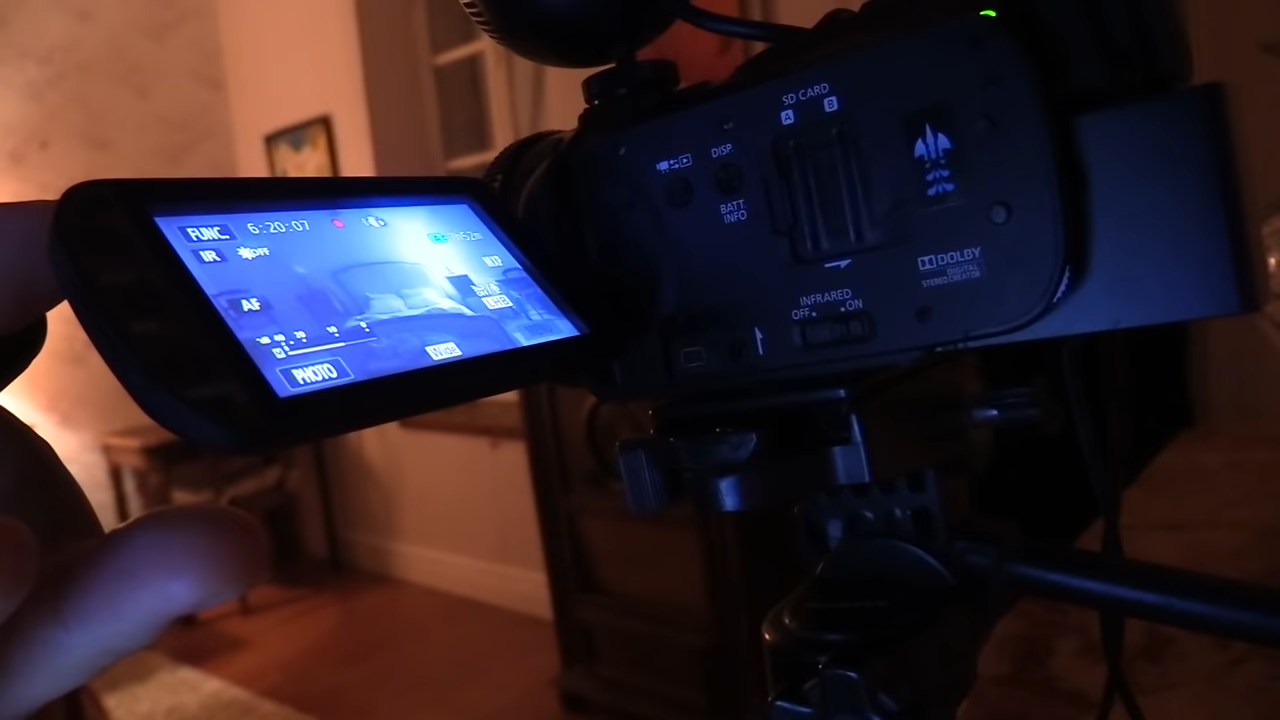 FUNC. 6:20:07
IR OFF
AF
PHOTO
Wide
SD CARD
A B
DISP.
BATT.
INFO
DOLBY
DIGITAL
STEREO CREATOR
INFRARED
OFF ON